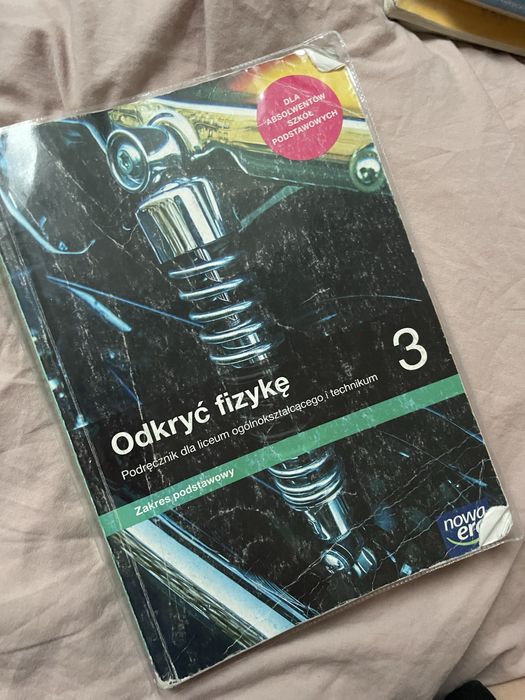 DLA
ABSOLWENTÓW
SZKÓŁ
PODSTAWOWYCH
3
Odkryć fizykę
Podręcznik dla liceum ogólnokształcącego i technikum
Zakres podstawowy
nowa
era